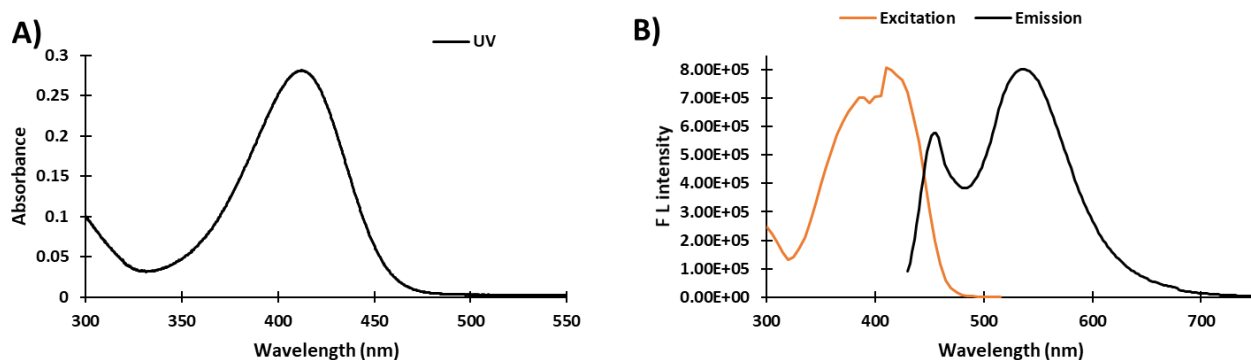 A)
UV
0.3
0.25
0.2
0.15
0.1
0.05
0
Absorbance
300 350 400 450 500 550
Wavelength (nm)
B)
Excitation Emission
8.00E+05
7.00E+05
6.00E+05
5.00E+05
4.00E+05
3.00E+05
2.00E+05
1.00E+05
0.00E+00
F L intensity
300 400 500 600 700
Wavelength (nm)